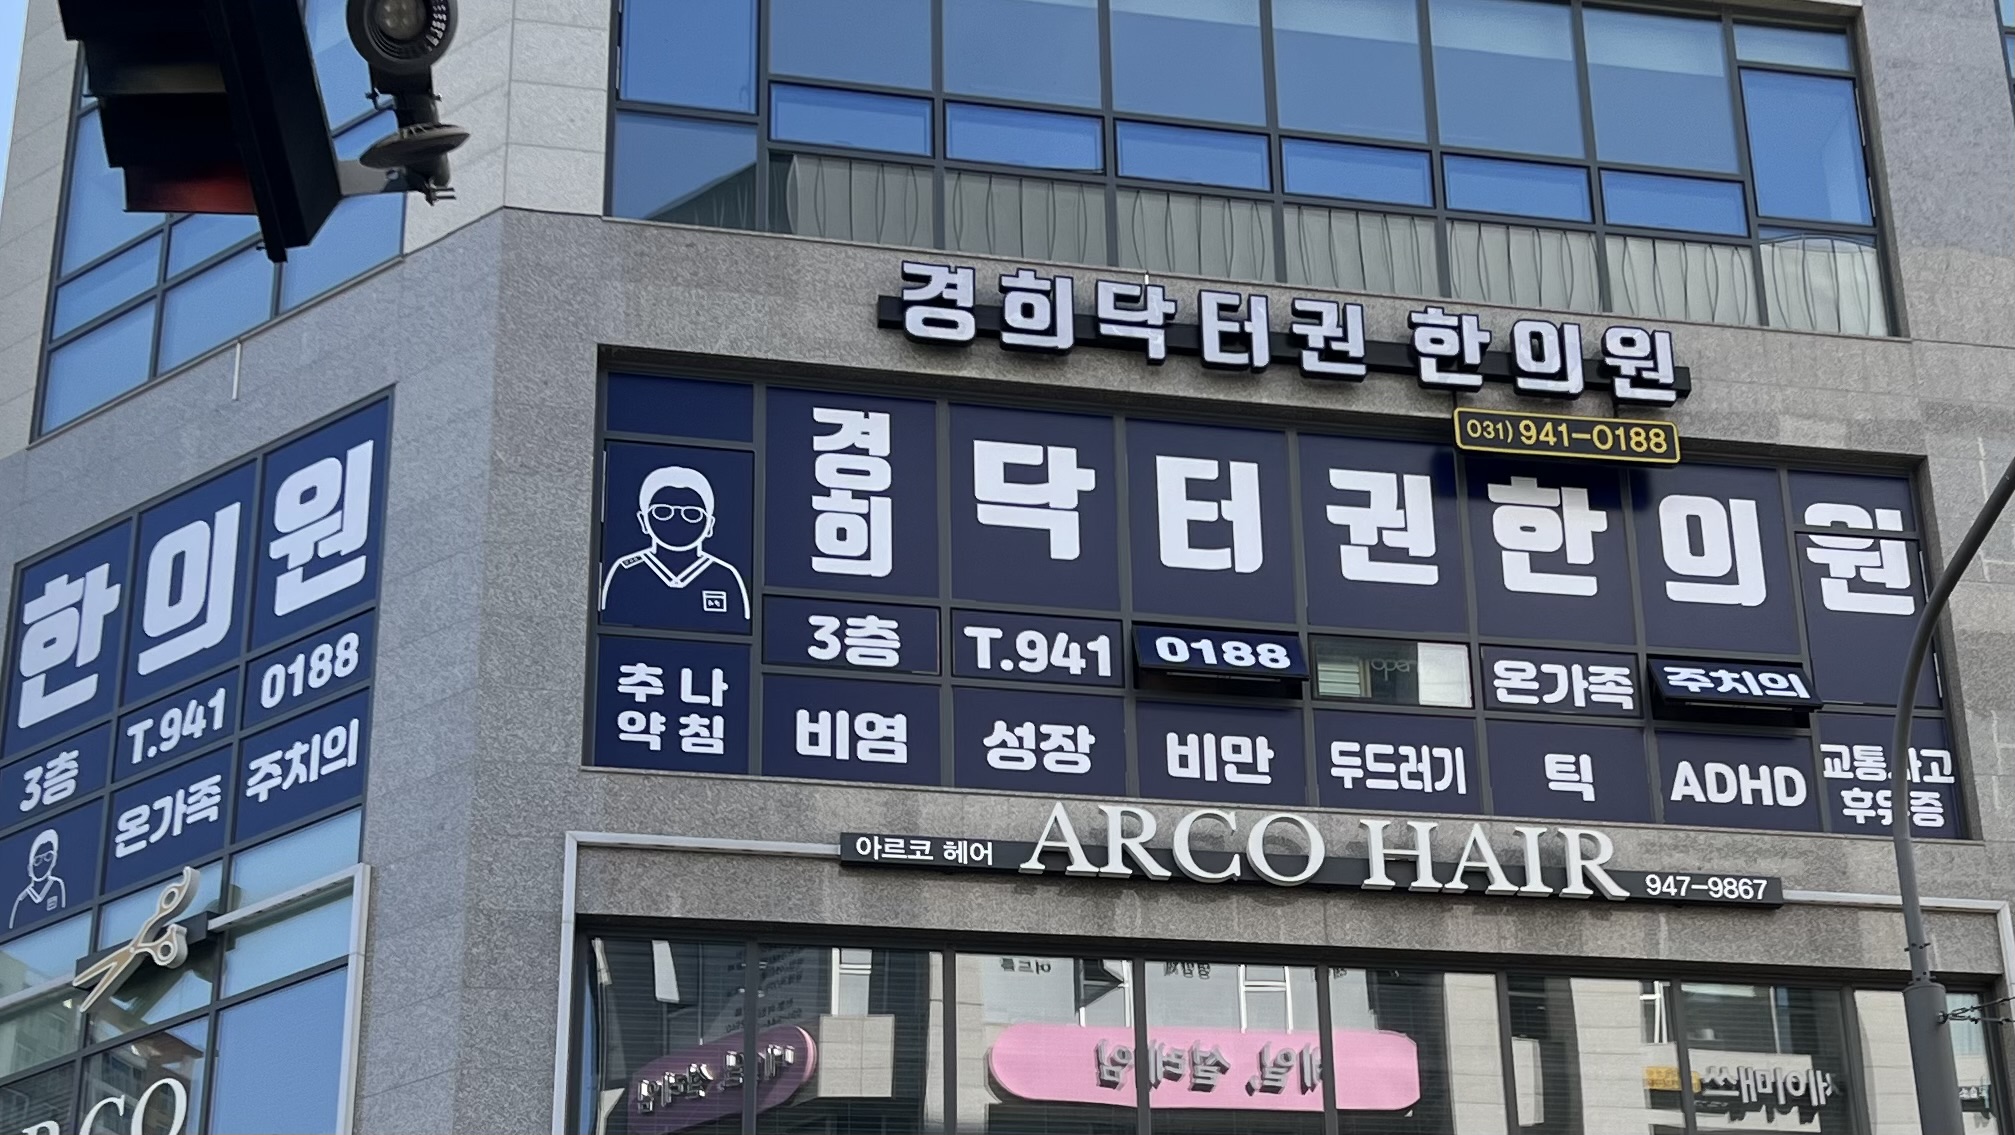 경희닥터권 한의원
031) 941-0188
경희 닥터권한의원
3층 T.941 0188 온가족 주치의
추나
약침
비염 성장 비만 두드러기 틱 ADHD 교통사고
후유증
아르코 헤어 ARCO HAIR 947-9867
한의원
3층 T.941 0188
온가족 주치의